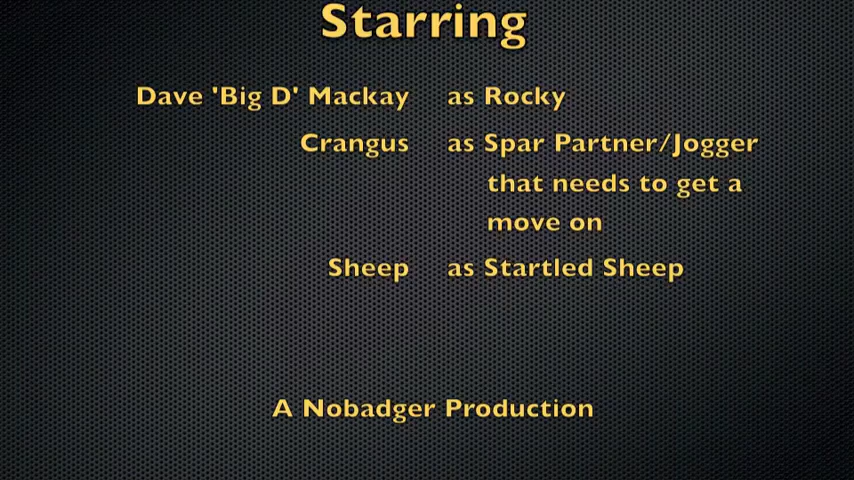 Starring
Dave 'Big D' Mackay as Rocky
Crangus as Spar Partner/Jogger
that needs to get a
move on
Sheep as Startled Sheep
A Nobadger Production